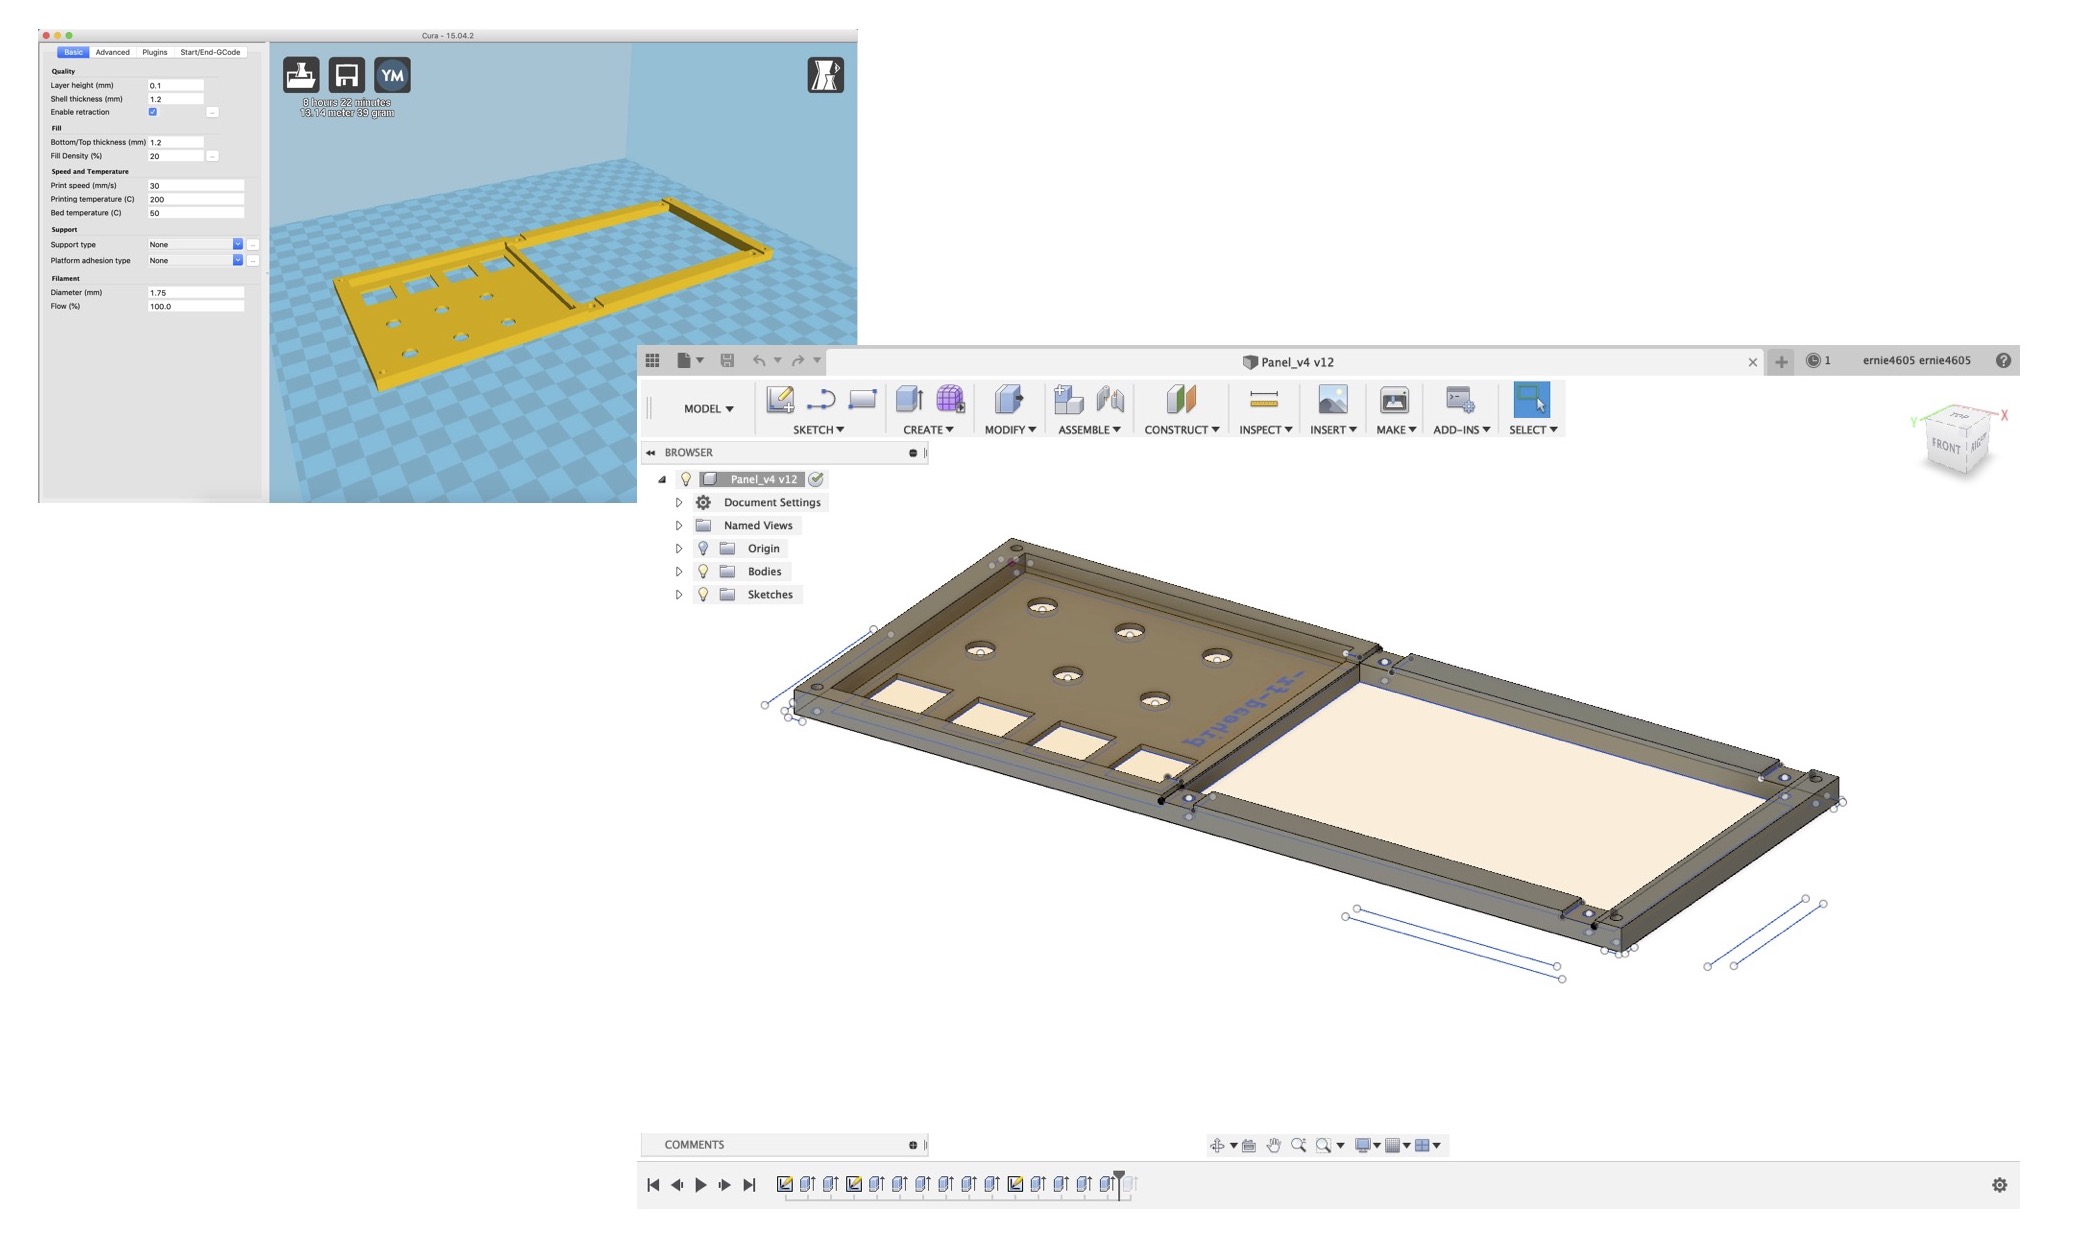 Cura - 15.04.2
Basic Advanced Plugins Start/End-GCode
Quality
Layer height (mm) 0.1
Shell thickness (mm) 1.2
Enable retraction ...
Fill
Bottom/Top thickness (mm) 1.2
Fill Density (%) 20 ...
Speed and Temperature
Print speed (mm/s) 30
Printing temperature (C) 200
Bed temperature (C) 50
Support
Support type None ...
Platform adhesion type None ...
Filament
Diameter (mm) 1.75
Flow (%) 100.0
YM
8 hours 22 minutes
13.14 meter 39 gram
Panel_v4 v12
1
ernie4605 ernie4605
MODEL
SKETCH CREATE MODIFY ASSEMBLE CONSTRUCT INSPECT INSERT MAKE ADD-INS SELECT
TOP
FRONT
RIGHT
Y X
BROWSER
Panel_v4 v12
Document Settings
Named Views
Origin
Bodies
Sketches
COMMENTS